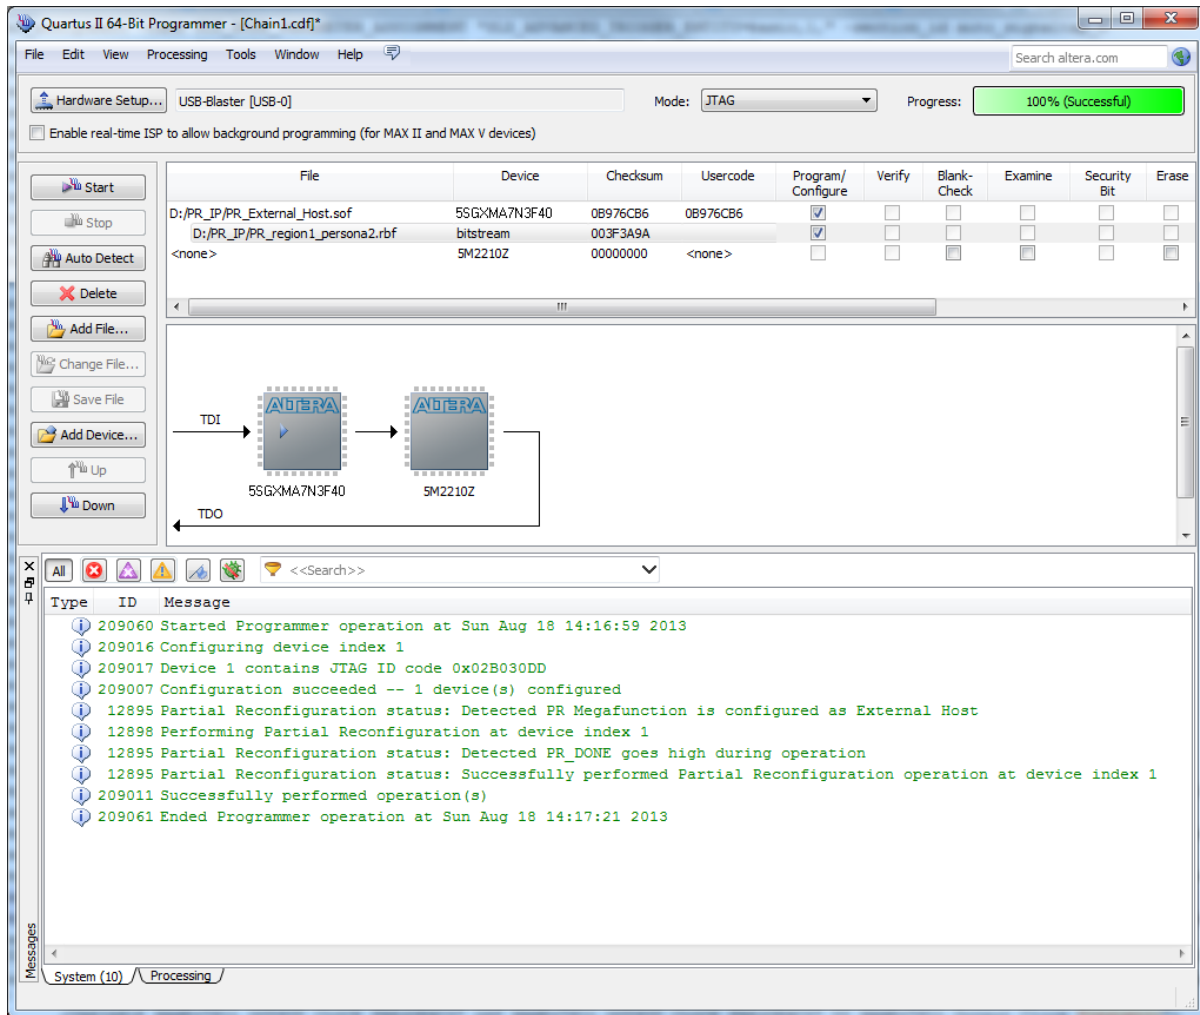 Quartus II 64-Bit Programmer - [Chain1.cdf]*
File Edit View Processing Tools Window Help
Search altera.com
Hardware Setup... USB-Blaster [USB-0] Mode: JTAG Progress: 100% (Successful)
Enable real-time ISP to allow background programming (for MAX II and MAX V devices)
Start
Stop
Auto Detect
Delete
Add File...
Change File...
Save File
Add Device...
Up
Down
File Device Checksum Usercode Program/ Configure Verify Blank- Check Examine Security Bit Erase
D:/PR_IP/PR_External_Host.sof 5SGXMA7N3F40 0B976CB6 0B976CB6
D:/PR_IP/PR_region1_persona2.rbf bitstream 003F3A9A
<none> 5M2210Z 00000000 <none>
ALTERA ALTERA
TDI
5SGXMA7N3F40 5M2210Z
TDO
All <<Search>>
Type ID Message
209060 Started Programmer operation at Sun Aug 18 14:16:59 2013
209016 Configuring device index 1
209017 Device 1 contains JTAG ID code 0x02B030DD
209007 Configuration succeeded -- 1 device(s) configured
12895 Partial Reconfiguration status: Detected PR Megafunction is configured as External Host
12898 Performing Partial Reconfiguration at device index 1
12895 Partial Reconfiguration status: Detected PR_DONE goes high during operation
12895 Partial Reconfiguration status: Successfully performed Partial Reconfiguration operation at device index 1
209011 Successfully performed operation(s)
209061 Ended Programmer operation at Sun Aug 18 14:17:21 2013
Messages
System (10) Processing